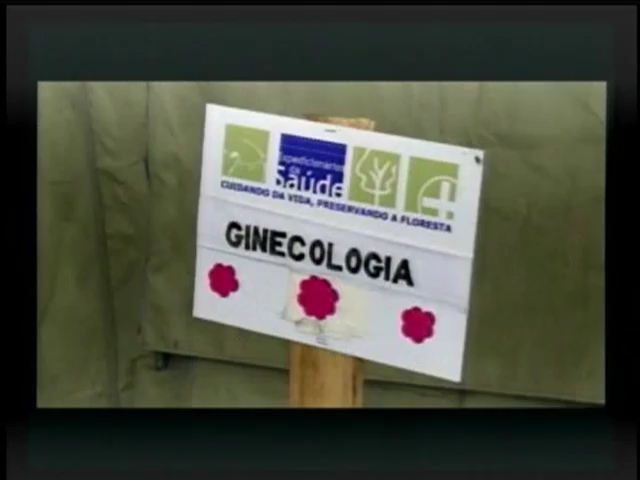 Expedicionários
da
Saúde
CUIDANDO DA VIDA, PRESERVANDO A FLORESTA
GINECOLOGIA